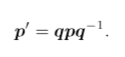 p′ = qpq⁻¹.